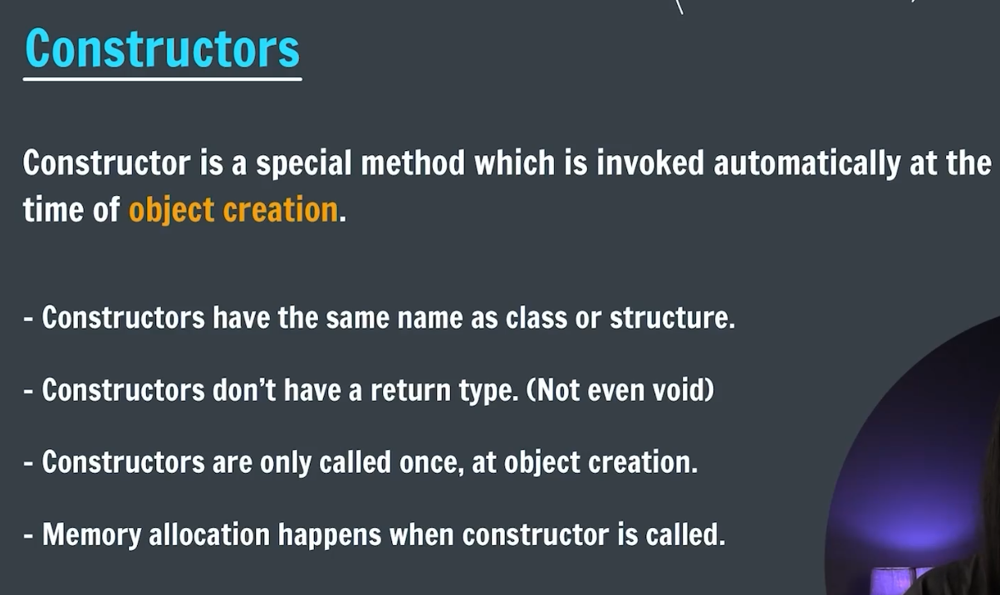 Constructors
Constructor is a special method which is invoked automatically at the
time of object creation.
- Constructors have the same name as class or structure.
- Constructors don’t have a return type. (Not even void)
- Constructors are only called once, at object creation.
- Memory allocation happens when constructor is called.